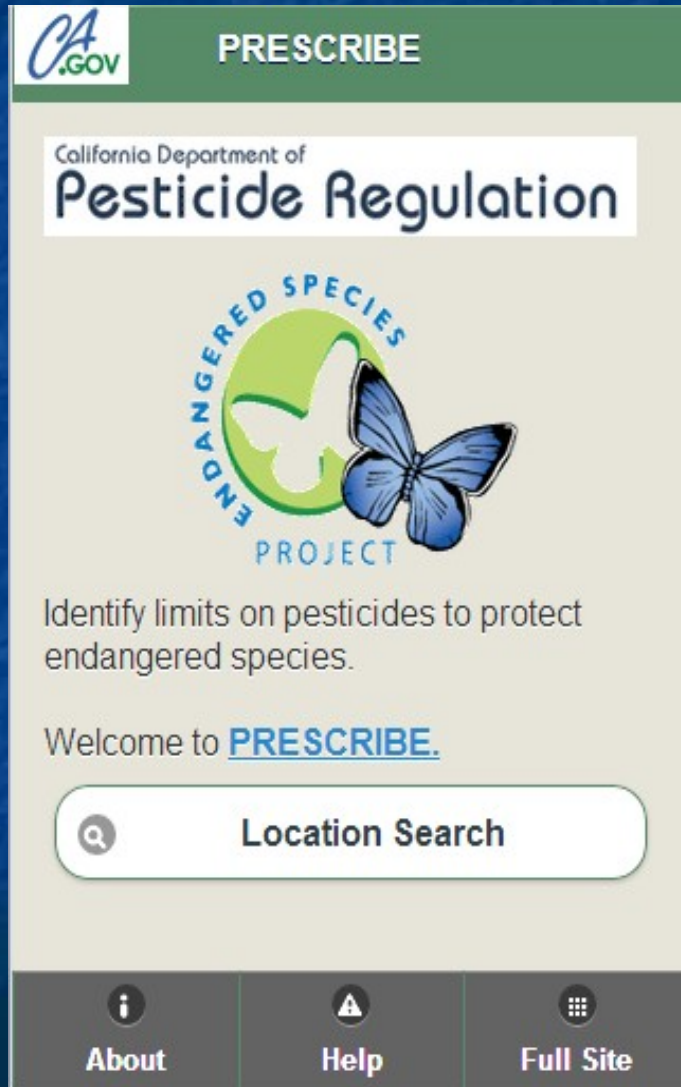 CA
.GOV
PRESCRIBE
California Department of
Pesticide Regulation
ENDANGERED SPECIES
PROJECT
Identify limits on pesticides to protect
endangered species.
Welcome to PRESCRIBE.
Location Search
About
Help
Full Site